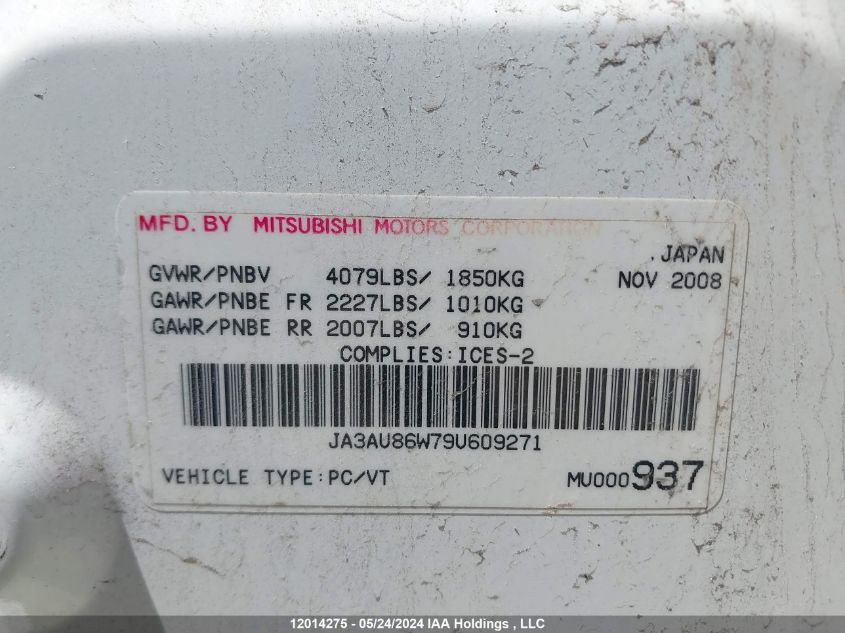 MFD. BY MITSUBISHI MOTORS CORPORATION
JAPAN
GVWR/PNBV 4079LBS/ 1850KG NOV 2008
GAWR/PNBE FR 2227LBS/ 1010KG
GAWR/PNBE RR 2007LBS/ 910KG
COMPLIES:ICES-2
JA3AU86W79U609271
VEHICLE TYPE:PC/VT MU000937
12014275 - 05/24/2024 IAA Holdings , LLC